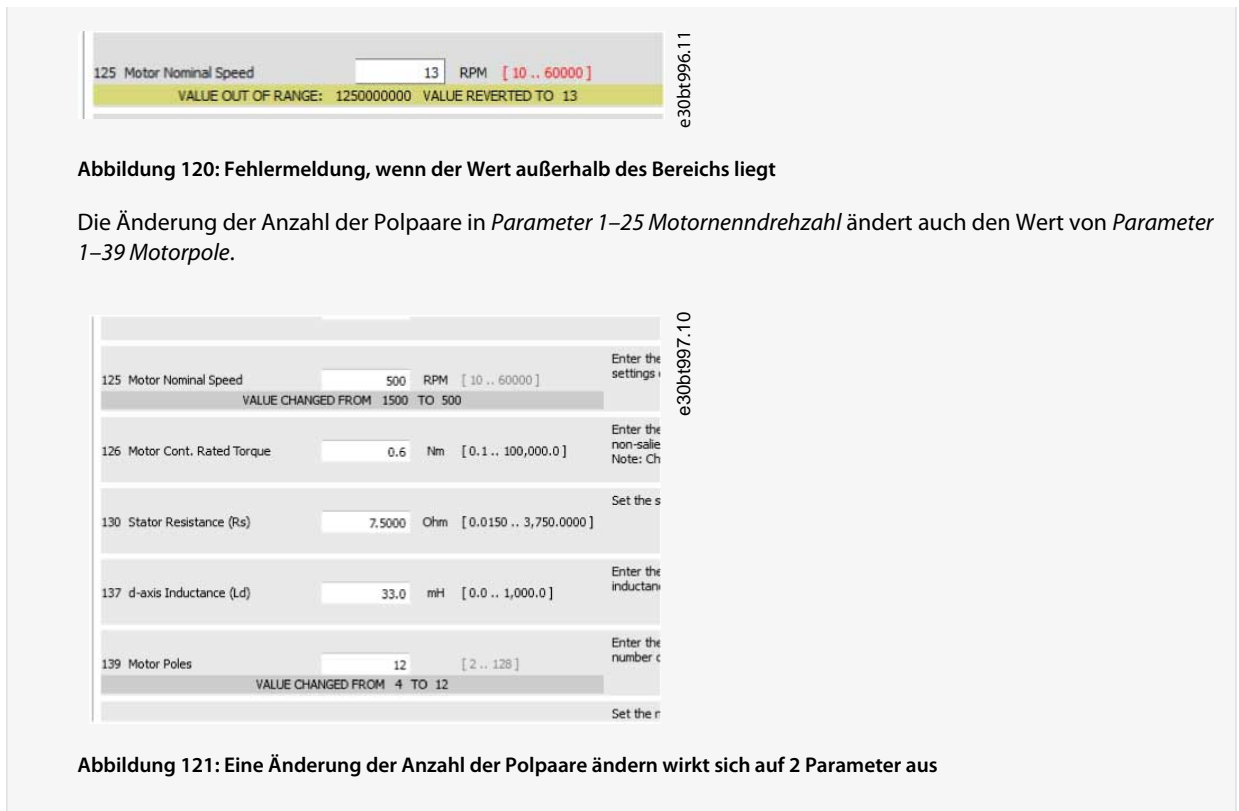 125 Motor Nominal Speed 13 RPM [ 10 .. 60000 ]
VALUE OUT OF RANGE: 1250000000 VALUE REVERTED TO 13
e30bt996.11
Abbildung 120: Fehlermeldung, wenn der Wert außerhalb des Bereichs liegt
Die Änderung der Anzahl der Polpaare in Parameter 1–25 Motornenndrehzahl ändert auch den Wert von Parameter
1–39 Motorpole.
e30bt997.10
Enter the
125 Motor Nominal Speed 500 RPM [ 10 .. 60000 ] settings
VALUE CHANGED FROM 1500 TO 500
Enter the
126 Motor Cont. Rated Torque 0.6 Nm [ 0.1 .. 100,000.0 ] non-salie
Note: Ch
Set the s
130 Stator Resistance (Rs) 7.5000 Ohm [ 0.0150 .. 3,750.0000 ]
Enter the
137 d-axis Inductance (Ld) 33.0 mH [ 0.0 .. 1,000.0 ] inductan
Enter the
139 Motor Poles 12 [ 2 .. 128 ] number
VALUE CHANGED FROM 4 TO 12
Set the
Abbildung 121: Eine Änderung der Anzahl der Polpaare ändern wirkt sich auf 2 Parameter aus